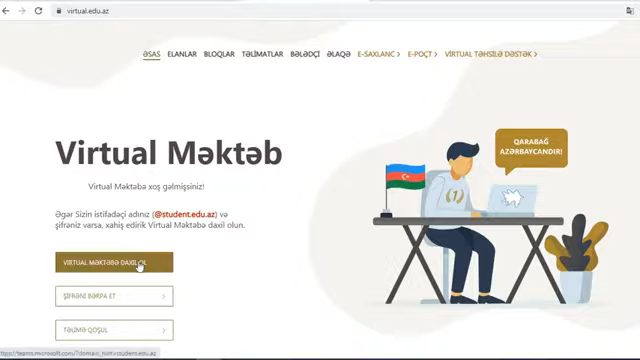 virtual.edu.az
ƏSAS ELANLAR BLOQLAR TƏLİMATLAR BƏLƏDÇİ ƏLAQƏ E-SAXLANC E-POÇT VİRTUAL TƏHSİLƏ DƏSTƏK
Virtual Məktəb
QARABAĞ
AZƏRBAYCANDIR!
Virtual Məktəbə xoş gəlmişsiniz!
Əgər Sizin istifadəçi adınız (@student.edu.az) və
şifrəniz varsa, xahiş edirik Virtual Məktəbə daxil olun.
VİRTUAL MƏKTƏBƏ DAXİL OL
ŞİFRƏNİ BƏRPA ET
TƏLİMƏ QOŞUL